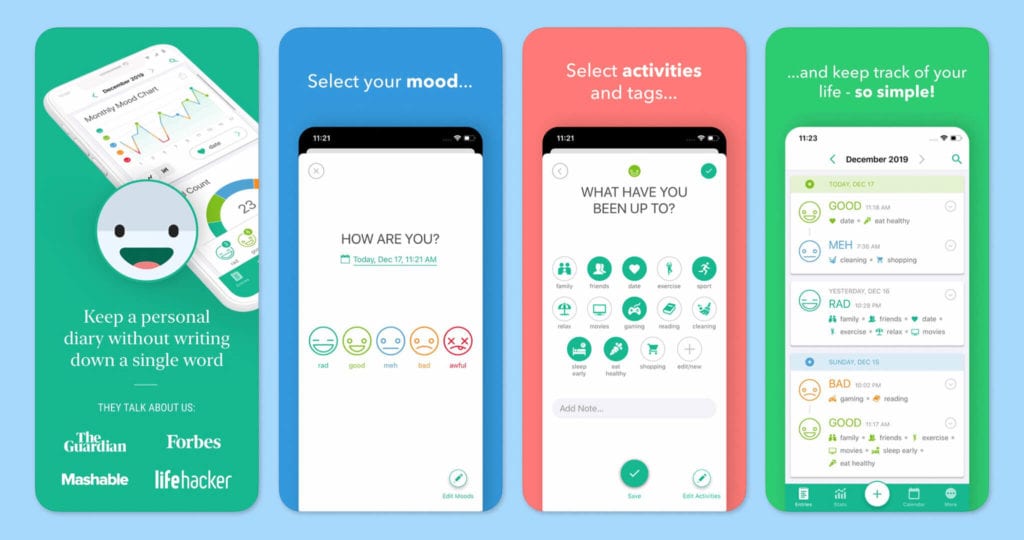 December 2019
Monthly Mood Chart
date
Count
23
rad
Entries
Keep a personal
diary without writing
down a single word
THEY TALK ABOUT US:
The
Guardian
Forbes
Mashable
lifehacker
Select your mood...
11:21
HOW ARE YOU?
Today, Dec 17, 11:21 AM
rad good meh bad awful
Edit Moods
Select activities
and tags...
11:21
WHAT HAVE YOU
BEEN UP TO?
family friends date exercise sport
relax movies gaming reading cleaning
sleep early eat healthy shopping edit/new
Add Note...
Save
Edit Activities
...and keep track of your
life - so simple!
11:23
December 2019
TODAY, DEC 17
GOOD 11:18 AM
date • eat healthy
MEH 7:36 AM
cleaning • shopping
YESTERDAY, DEC 16
RAD 10:28 PM
family • friends • date •
exercise • relax • movies
SUNDAY, DEC 15
BAD 10:02 PM
gaming • reading
GOOD 11:17 AM
family • friends • exercise •
movies • sleep early •
eat healthy
Entries Stats Calendar More